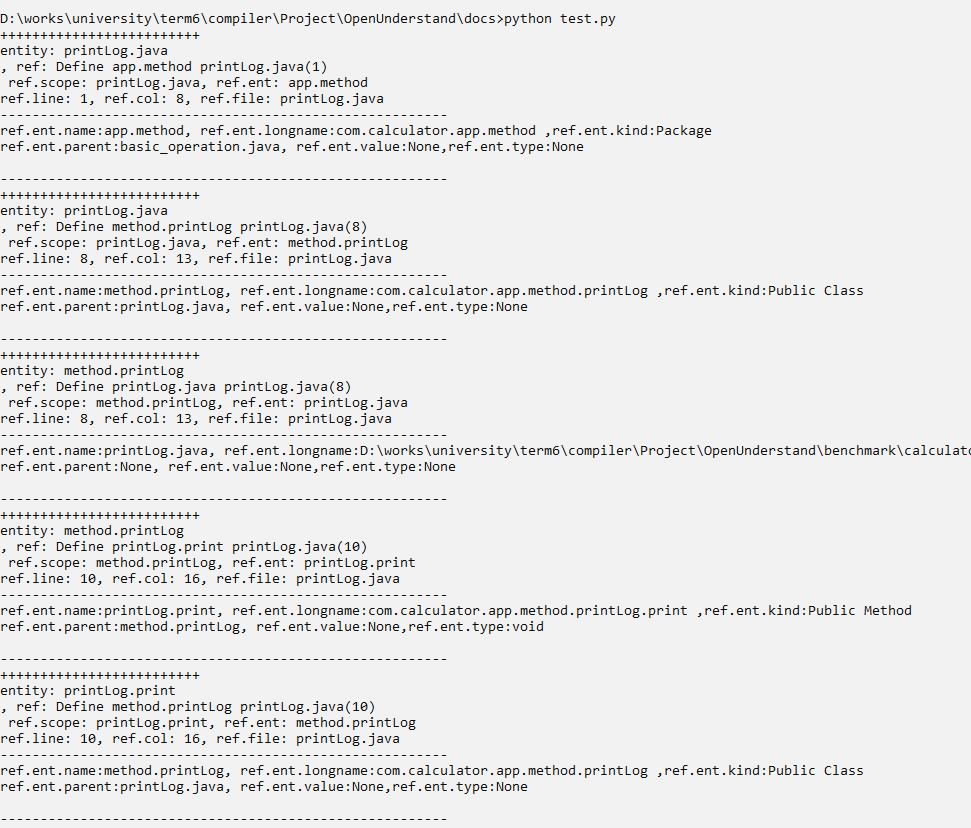 D:\works\university\term6\compiler\Project\OpenUnderstand\docs>python test.py
+++++++++++++++++++++++++
entity: printLog.java
, ref: Define app.method printLog.java(1)
 ref.scope: printLog.java, ref.ent: app.method
ref.line: 1, ref.col: 8, ref.file: printLog.java
--------------------------------------------------------
ref.ent.name:app.method, ref.ent.longname:com.calculator.app.method ,ref.ent.kind:Package
ref.ent.parent:basic_operation.java, ref.ent.value:None,ref.ent.type:None
--------------------------------------------------------
+++++++++++++++++++++++++
entity: printLog.java
, ref: Define method.printLog printLog.java(8)
 ref.scope: printLog.java, ref.ent: method.printLog
ref.line: 8, ref.col: 13, ref.file: printLog.java
--------------------------------------------------------
ref.ent.name:method.printLog, ref.ent.longname:com.calculator.app.method.printLog ,ref.ent.kind:Public Class
ref.ent.parent:printLog.java, ref.ent.value:None,ref.ent.type:None
--------------------------------------------------------
+++++++++++++++++++++++++
entity: method.printLog
, ref: Define printLog.java printLog.java(8)
 ref.scope: method.printLog, ref.ent: printLog.java
ref.line: 8, ref.col: 13, ref.file: printLog.java
--------------------------------------------------------
ref.ent.name:printLog.java, ref.ent.longname:D:\works\university\term6\compiler\Project\OpenUnderstand\benchmark\calculato
ref.ent.parent:None, ref.ent.value:None,ref.ent.type:None
--------------------------------------------------------
+++++++++++++++++++++++++
entity: method.printLog
, ref: Define printLog.print printLog.java(10)
 ref.scope: method.printLog, ref.ent: printLog.print
ref.line: 10, ref.col: 16, ref.file: printLog.java
--------------------------------------------------------
ref.ent.name:printLog.print, ref.ent.longname:com.calculator.app.method.printLog.print ,ref.ent.kind:Public Method
ref.ent.parent:method.printLog, ref.ent.value:None,ref.ent.type:void
--------------------------------------------------------
+++++++++++++++++++++++++
entity: printLog.print
, ref: Define method.printLog printLog.java(10)
 ref.scope: printLog.print, ref.ent: method.printLog
ref.line: 10, ref.col: 16, ref.file: printLog.java
--------------------------------------------------------
ref.ent.name:method.printLog, ref.ent.longname:com.calculator.app.method.printLog ,ref.ent.kind:Public Class
ref.ent.parent:printLog.java, ref.ent.value:None,ref.ent.type:None
--------------------------------------------------------